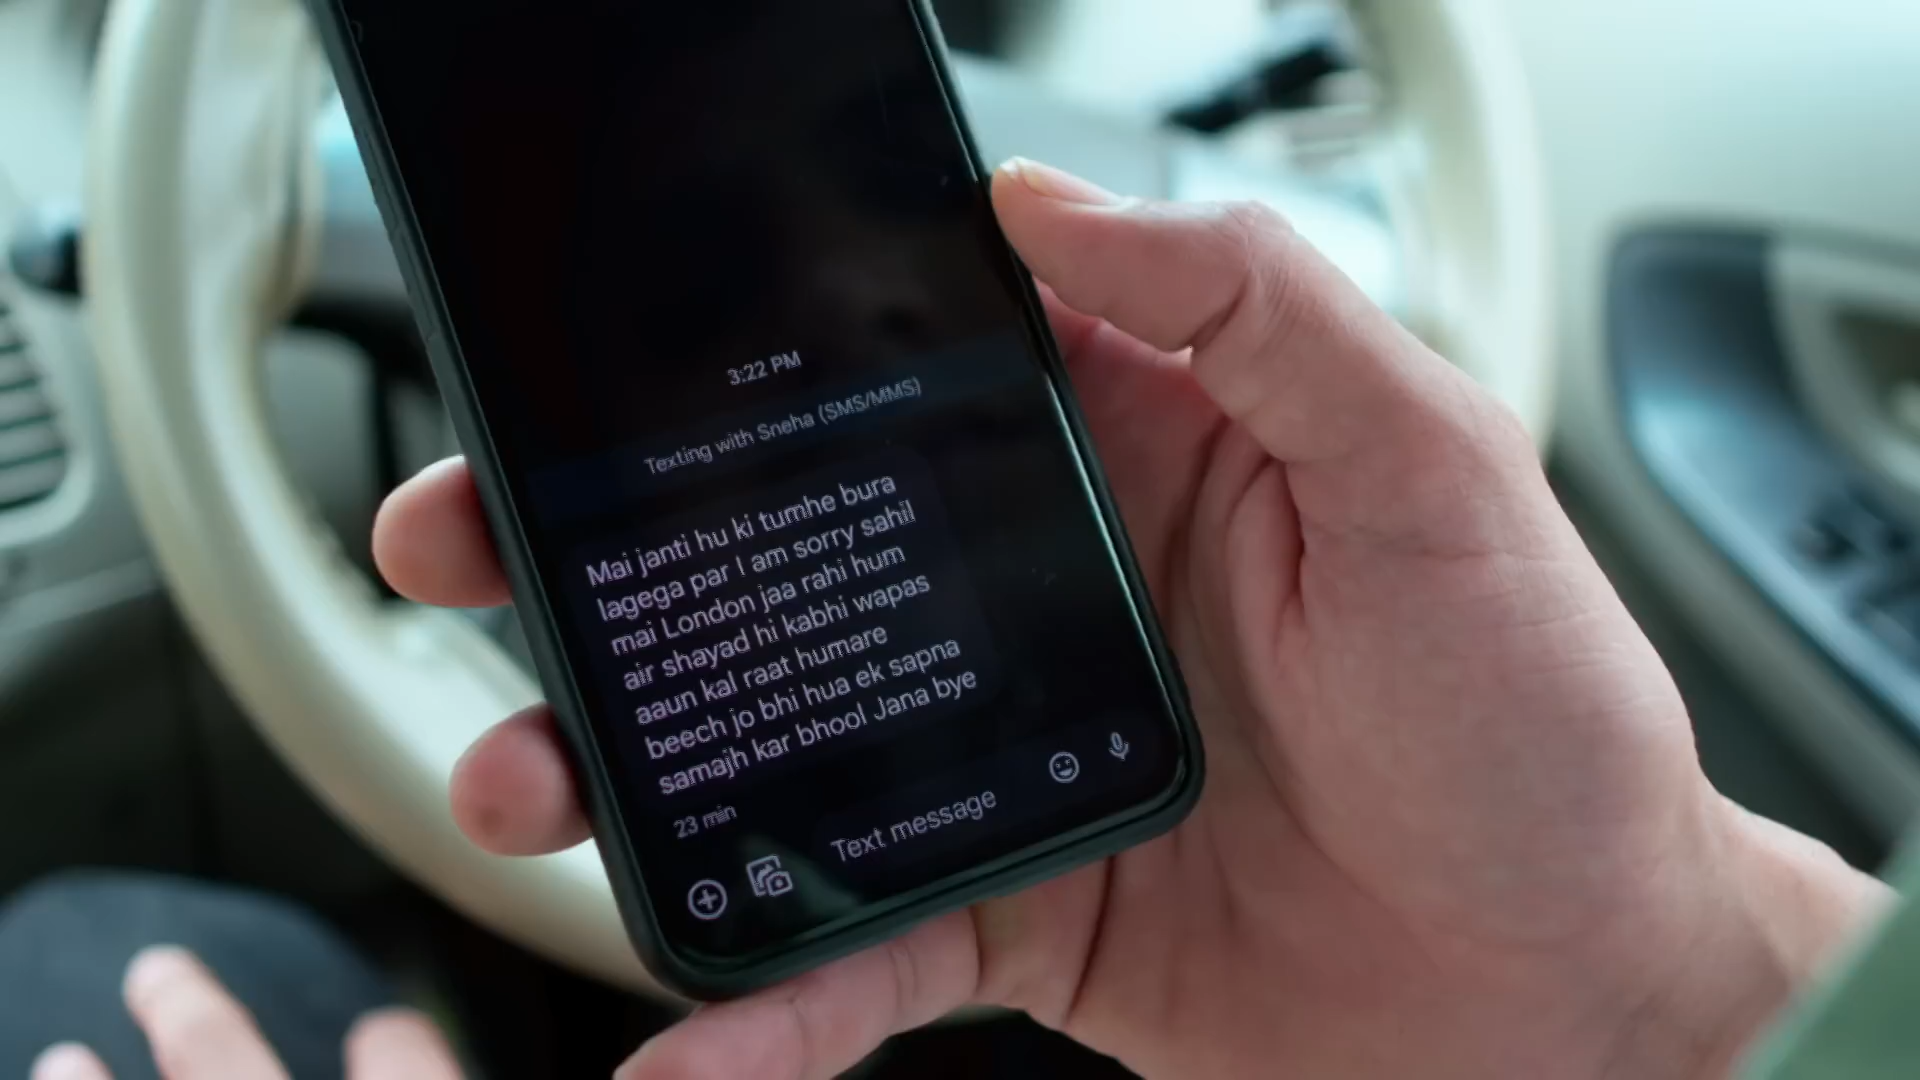 3:22 PM
Texting with Sneha (SMS/MMS)
Mai janti hu ki tumhe bura
lagega par I am sorry sahil
mai London jaa rahi hum
air shayad hi kabhi wapas
aaun kal raat humare
beech jo bhi hua ek sapna
samajh kar bhool Jana bye
23 min
Text message